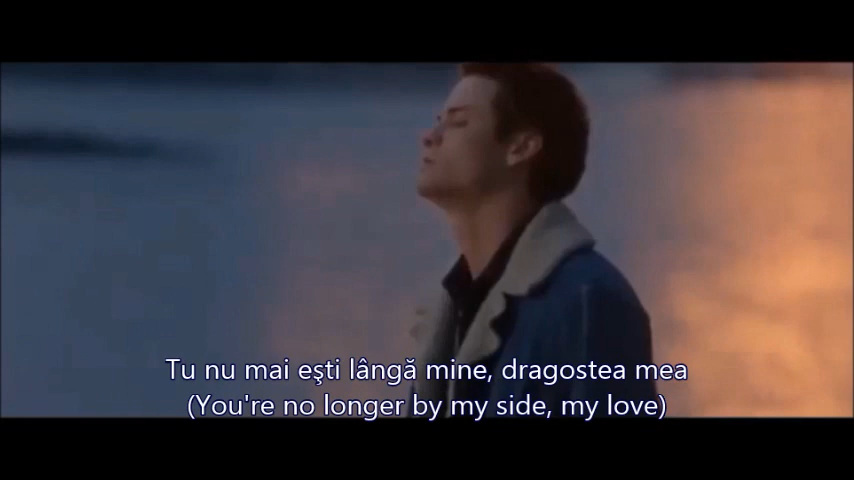 Tu nu mai eşti lângă mine, dragostea mea
(You're no longer by my side, my love)